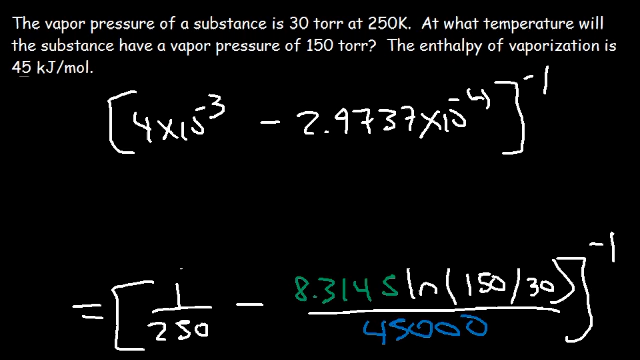 The vapor pressure of a substance is 30 torr at 250K. At what temperature will
the substance have a vapor pressure of 150 torr? The enthalpy of vaporization is
45 kJ/mol.
[4x10^-3 - 2.9737x10^-4]^-1
= [1/250 - 8.3145 ln(150/30)/45000]^-1